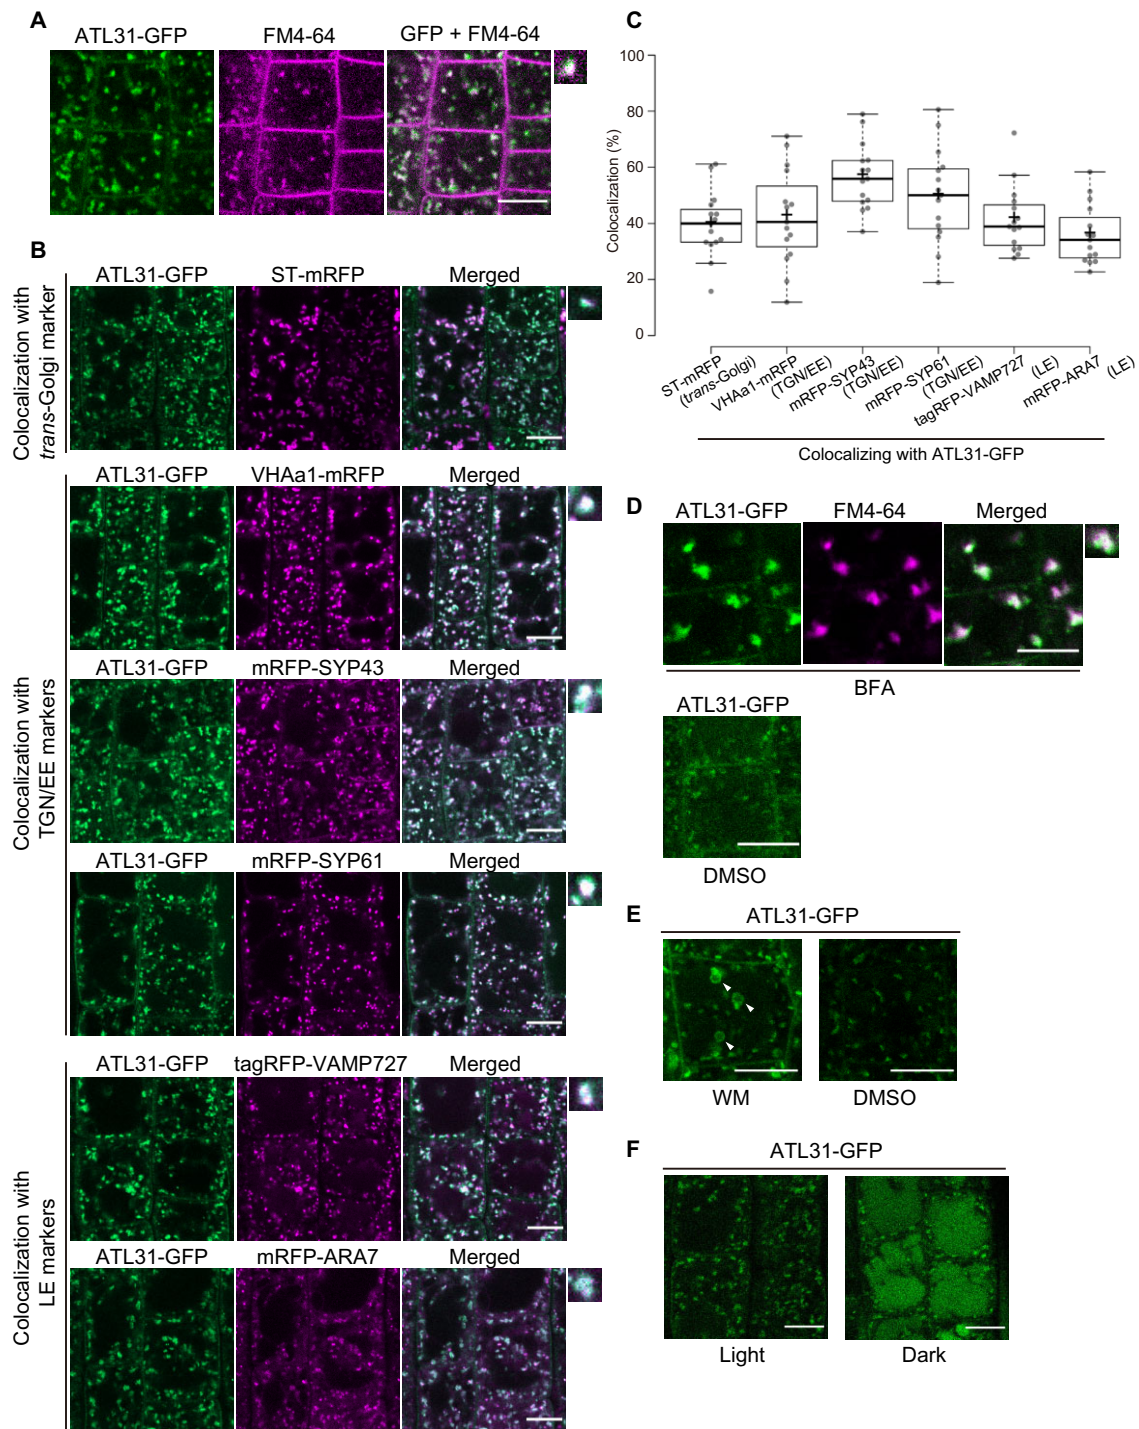 A
ATL31-GFP
FM4-64
GFP + FM4-64
B
Colocalization with
trans-Golgi marker
ATL31-GFP
ST-mRFP
Merged
Colocalization with
TGN/EE markers
ATL31-GFP
VHAa1-mRFP
Merged
ATL31-GFP
mRFP-SYP43
Merged
ATL31-GFP
mRFP-SYP61
Merged
Colocalization with
LE markers
ATL31-GFP
tagRFP-VAMP727
Merged
ATL31-GFP
mRFP-ARA7
Merged
C
Colocalization (%)
100
80
60
40
20
0
ST-mRFP
(trans-Golgi)
VHAa1-mRFP
(TGN/EE)
mRFP-SYP43
(TGN/EE)
mRFP-SYP61
(TGN/EE)
tagRFP-VAMP727
(LE)
mRFP-ARA7
(LE)
Colocalizing with ATL31-GFP
D
ATL31-GFP
FM4-64
Merged
BFA
ATL31-GFP
DMSO
E
ATL31-GFP
WM
DMSO
F
ATL31-GFP
Light
Dark